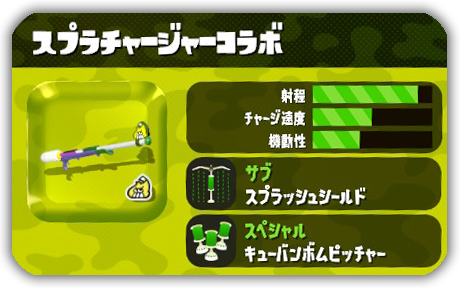 スプラチャージャーコラボ
射程
チャージ速度
機動性
サブ
スプラッシュシールド
スペシャル
キューバンボムピッチャー